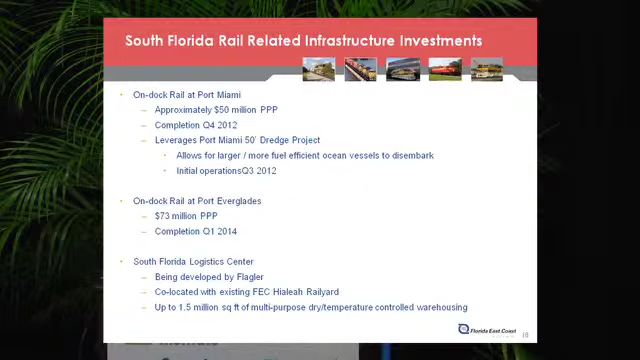 South Florida Rail Related Infrastructure Investments
• On-dock Rail at Port Miami
– Approximately $50 million PPP
– Completion Q4 2012
– Leverages Port Miami 50' Dredge Project
• Allows for larger / more fuel efficient ocean vessels to disembark
• Initial operationsQ3 2012
• On-dock Rail at Port Everglades
– $73 million PPP
– Completion Q1 2014
• South Florida Logistics Center
– Being developed by Flagler
– Co-located with existing FEC Hialeah Railyard
– Up to 1.5 million sq ft of multi-purpose dry/temperature controlled warehousing
Florida East Coast
18